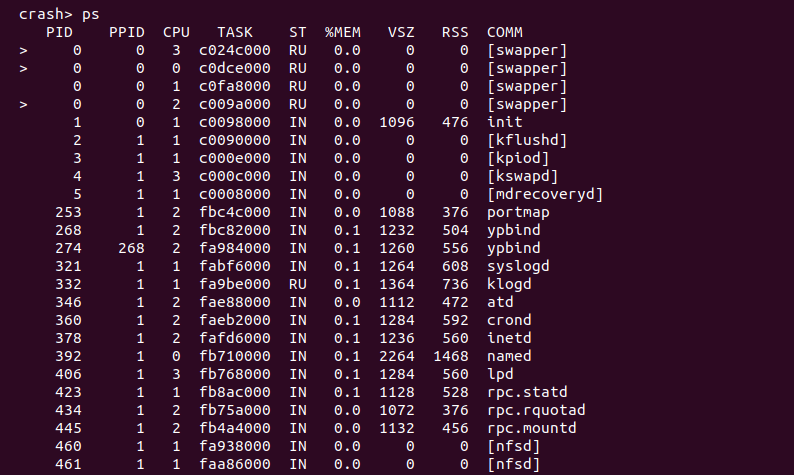 crash> ps
PID PPID CPU TASK ST %MEM VSZ RSS COMM
> 0 0 3 c024c000 RU 0.0 0 0 [swapper]
> 0 0 0 c0dce000 RU 0.0 0 0 [swapper]
0 0 1 c0fa8000 RU 0.0 0 0 [swapper]
> 0 0 2 c009a000 RU 0.0 0 0 [swapper]
1 0 1 c0098000 IN 0.0 1096 476 init
2 1 1 c0090000 IN 0.0 0 0 [kflushd]
3 1 1 c000e000 IN 0.0 0 0 [kpiod]
4 1 3 c000c000 IN 0.0 0 0 [kswapd]
5 1 1 c0008000 IN 0.0 0 0 [mdrecoveryd]
253 1 2 fbc4c000 IN 0.0 1088 376 portmap
268 1 2 fbc82000 IN 0.1 1232 504 ypbind
274 268 2 fa984000 IN 0.1 1260 556 ypbind
321 1 1 fabf6000 IN 0.1 1264 608 syslogd
332 1 1 fa9be000 RU 0.1 1364 736 klogd
346 1 2 fae88000 IN 0.0 1112 472 atd
360 1 2 faeb2000 IN 0.1 1284 592 crond
378 1 2 fafd6000 IN 0.1 1236 560 inetd
392 1 0 fb710000 IN 0.1 2264 1468 named
406 1 3 fb768000 IN 0.1 1284 560 lpd
423 1 1 fb8ac000 IN 0.1 1128 528 rpc.statd
434 1 2 fb75a000 IN 0.0 1072 376 rpc.rquotad
445 1 2 fb4a4000 IN 0.0 1132 456 rpc.mountd
460 1 1 fa938000 IN 0.0 0 0 [nfsd]
461 1 1 faa86000 IN 0.0 0 0 [nfsd]